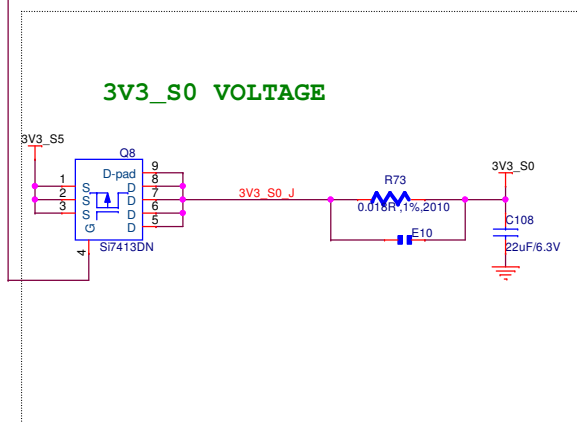 3V3_S0 VOLTAGE
3V3_S5
Q8
3V3_S0
D-pad 9
1 S D 8
2 S D 7
3 S D 6
G D 5
4
Si7413DN
3V3_S0_J
R73
0.018R ,1%,2010
E10
C108
22uF/6.3V